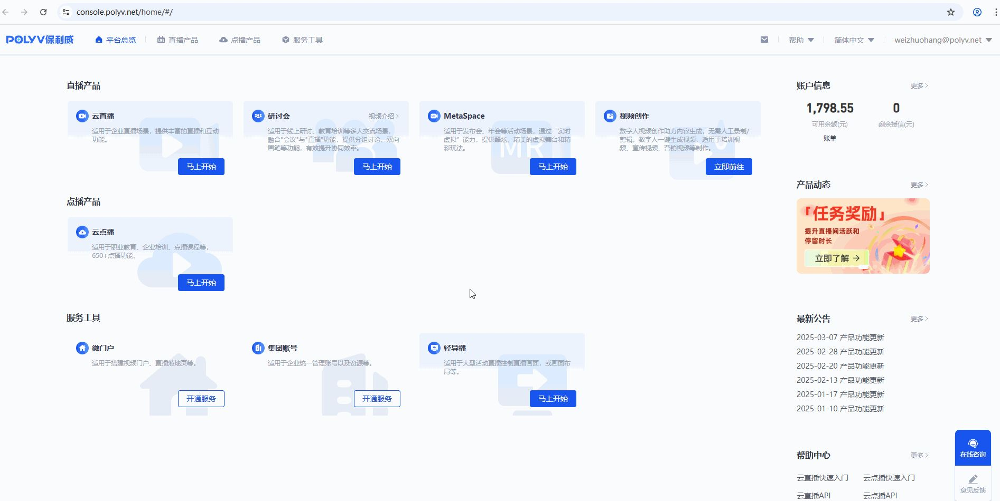 console.polyv.net/home/#/
POLYV保利威
平台总览
直播产品
点播产品
服务工具
帮助
简体中文
weizhuohang@polyv.net
直播产品
云直播
适用于企业直播场景，提供丰富的直播和互动
功能。
马上开始
研讨会
视频介绍
适用于线上研讨、教育培训等多人交流场景，
融合"会议"与"直播"功能，提供分组讨论、双向
画笔等功能，有效提升协同效率。
马上开始
MetaSpace
适用于发布会、年会等活动场景，通过“实时
虚拟”能力，提供酷炫、精美的虚拟舞台和精
彩玩法。
MR
马上开始
视频创作
数字人视频创作助力内容生成，无需人工录制/
剪辑，数字人一键生成视频，适用于培训视
频、宣传视频、营销视频等制作。
立即前往
点播产品
云点播
适用于职业教育、企业培训、点播课程等，
650+点播功能。
马上开始
服务工具
微门户
适用于搭建视频门户、直播落地页等。
开通服务
集团账号
适用于企业统一管理账号以及资源等。
开通服务
轻导播
适用于大型活动直播控制直播画面，或画面布
局等。
马上开始
账户信息
更多
1,798.55
0
可用余额(元)
剩余授信(元)
账单
产品动态
更多
「任务奖励」
提升直播间活跃和
停留时长
立即了解 →
最新公告
更多
2025-03-07 产品功能更新
2025-02-28 产品功能更新
2025-02-20 产品功能更新
2025-02-13 产品功能更新
2025-01-17 产品功能更新
2025-01-10 产品功能更新
帮助中心
更多
云直播快速入门
云点播快速入门
云直播API
云点播API
在线咨询
意见反馈